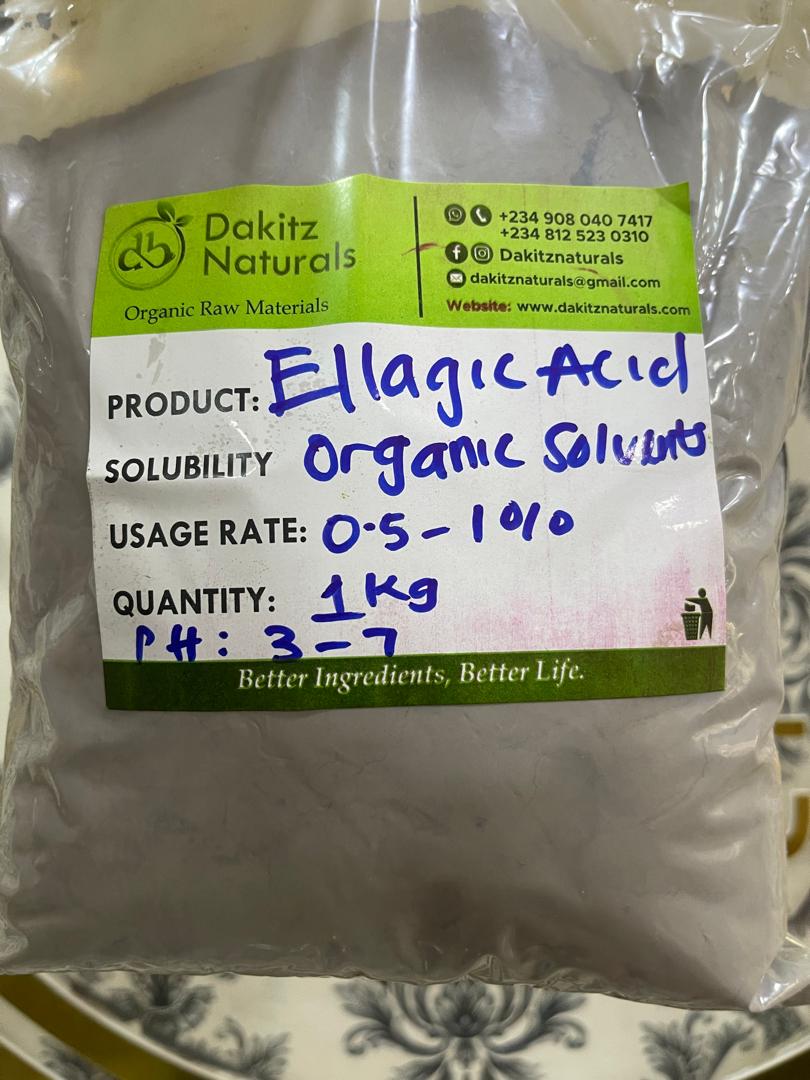 db
Dakitz
Naturals
Organic Raw Materials
+234 908 040 7417
+234 812 523 0310
Dakitznaturals
dakitznaturals@gmail.com
Website: www.dakitznaturals.com
PRODUCT: Ellagic Acid
SOLUBILITY Organic Solvents
USAGE RATE: 0.5-1%
QUANTITY: 1Kg
PH: 3-7
Better Ingredients, Better Life.